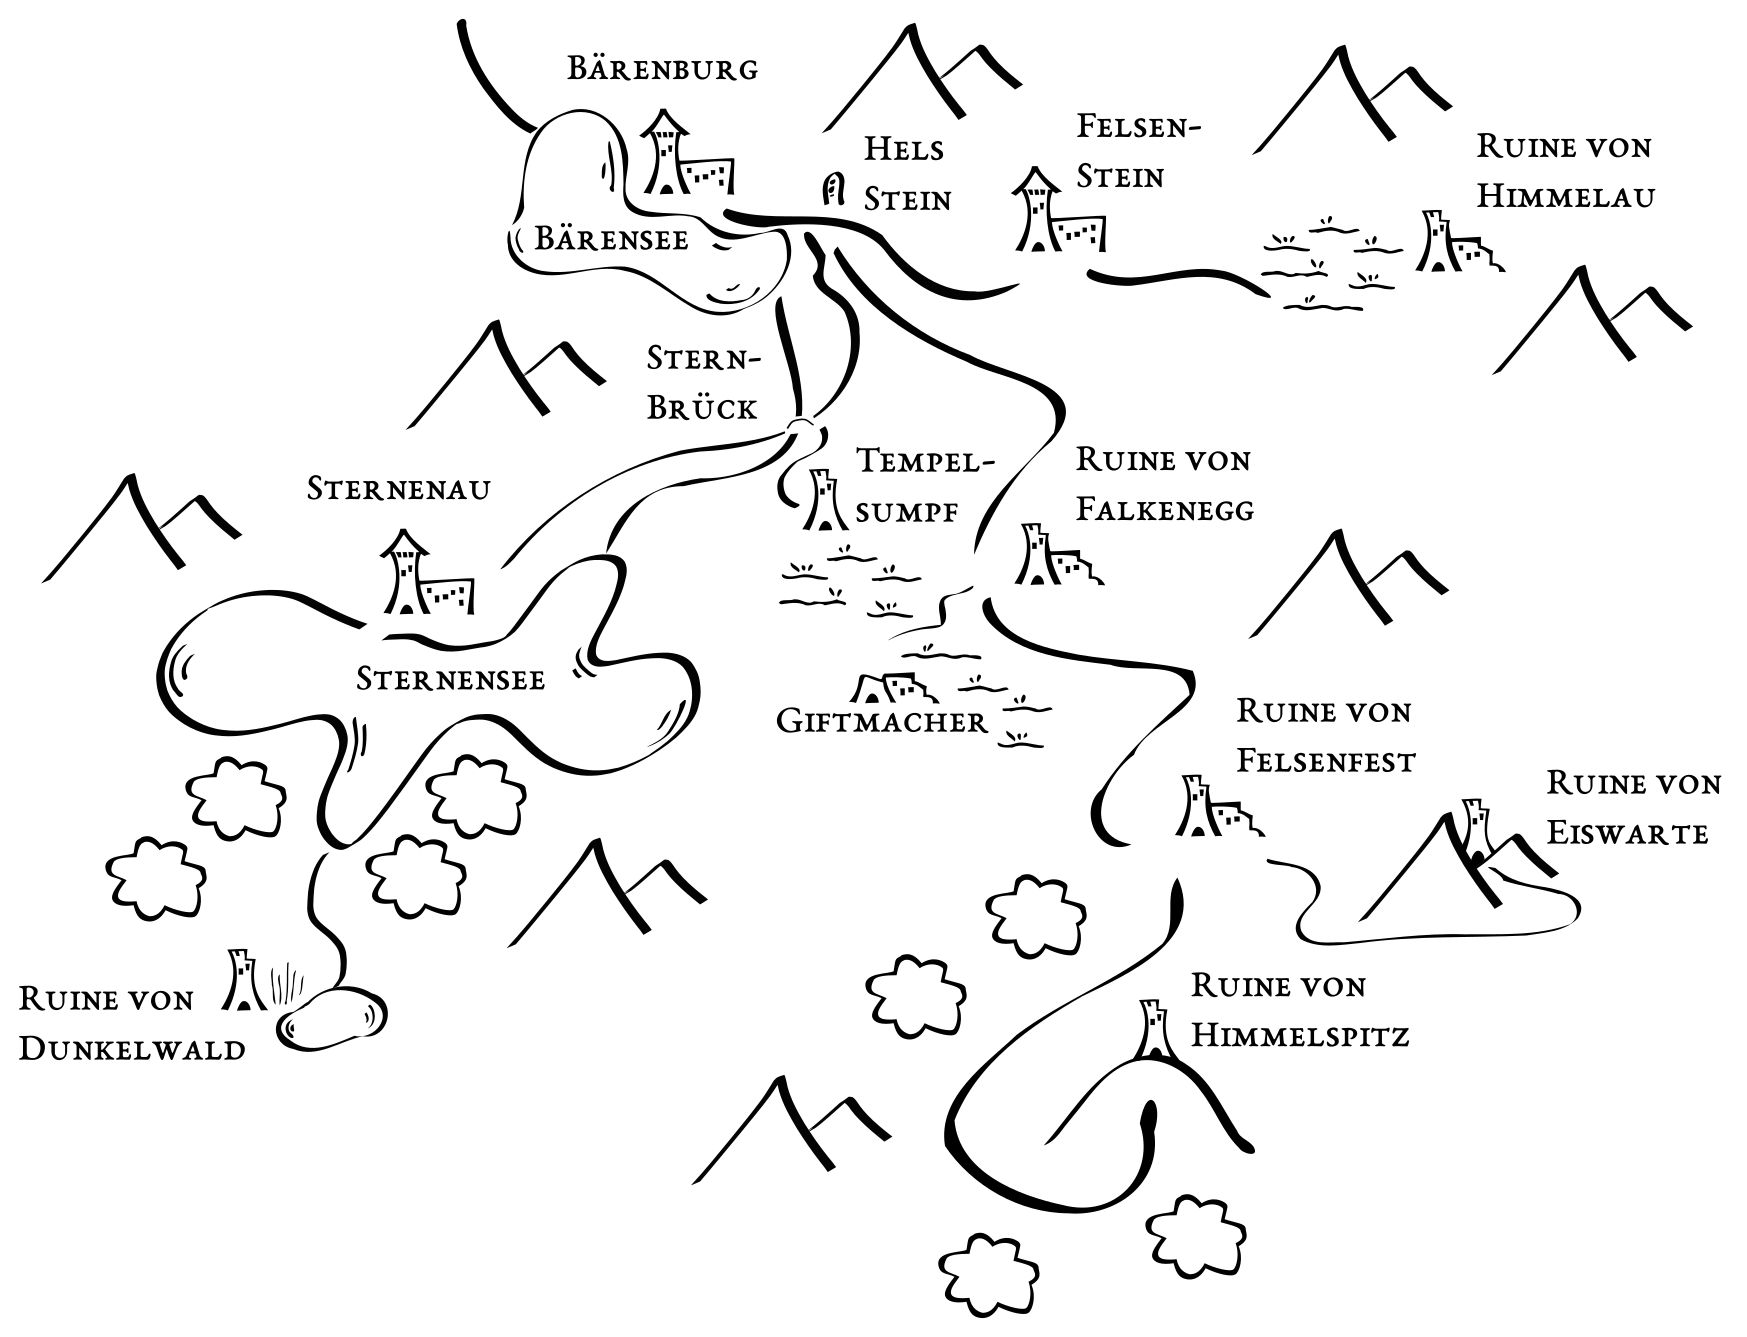 Bärenburg
Hels
Stein
Felsen-
Stein
Ruine von
Himmelau
Bärensee
Stern-
Brück
Tempel-
sumpf
Ruine von
Falkenegg
Sternenau
Sternensee
Giftmacher
Ruine von
Felsenfest
Ruine von
Eiswarte
Ruine von
Dunkelwald
Ruine von
Himmelspitz